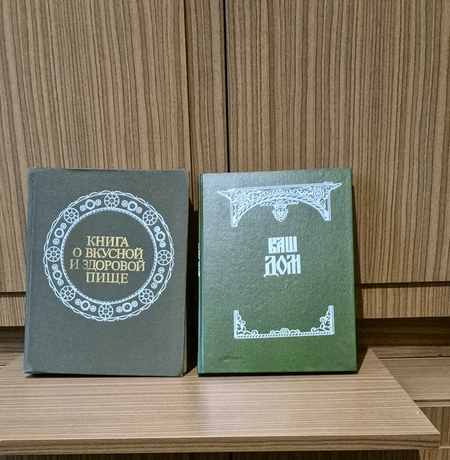 КНИГА
О ВКУСНОЙ
И ЗДОРОВОЙ
ПИЩЕ
ВАШ
ДОМ